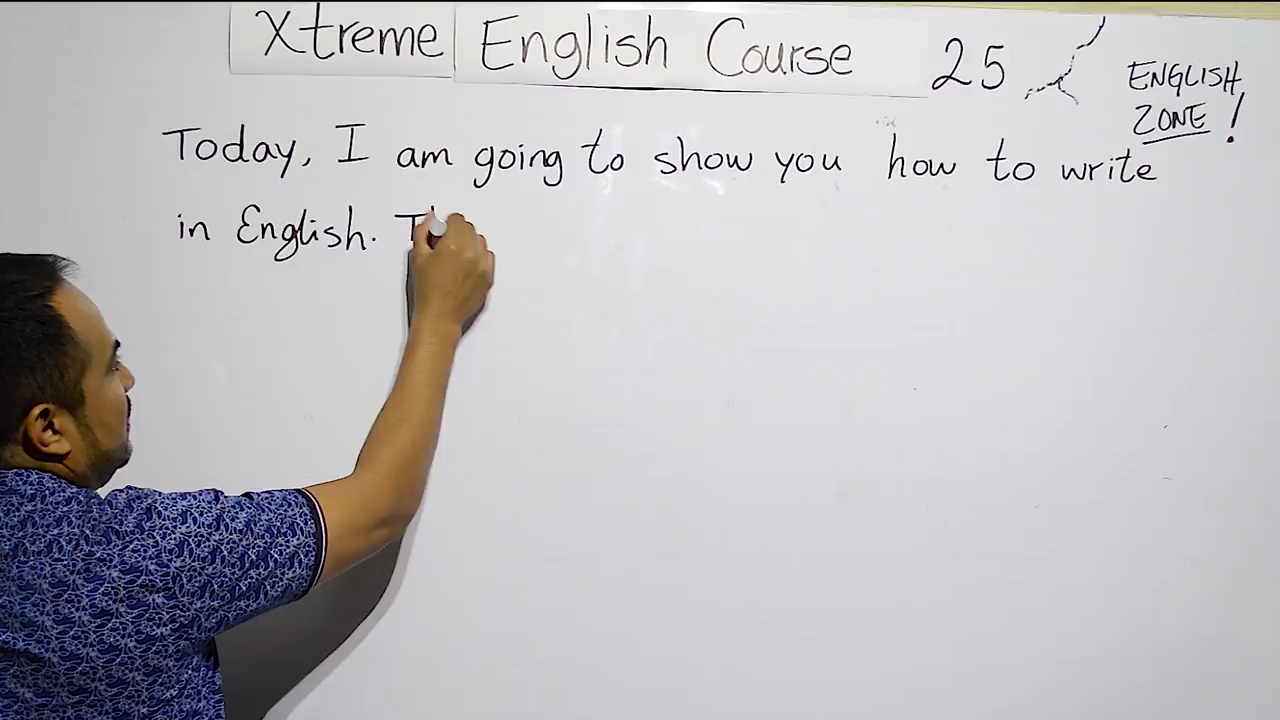 Xtreme English Course 25
ENGLISH
ZONE!
Today, I am going to show you how to write
in English. T